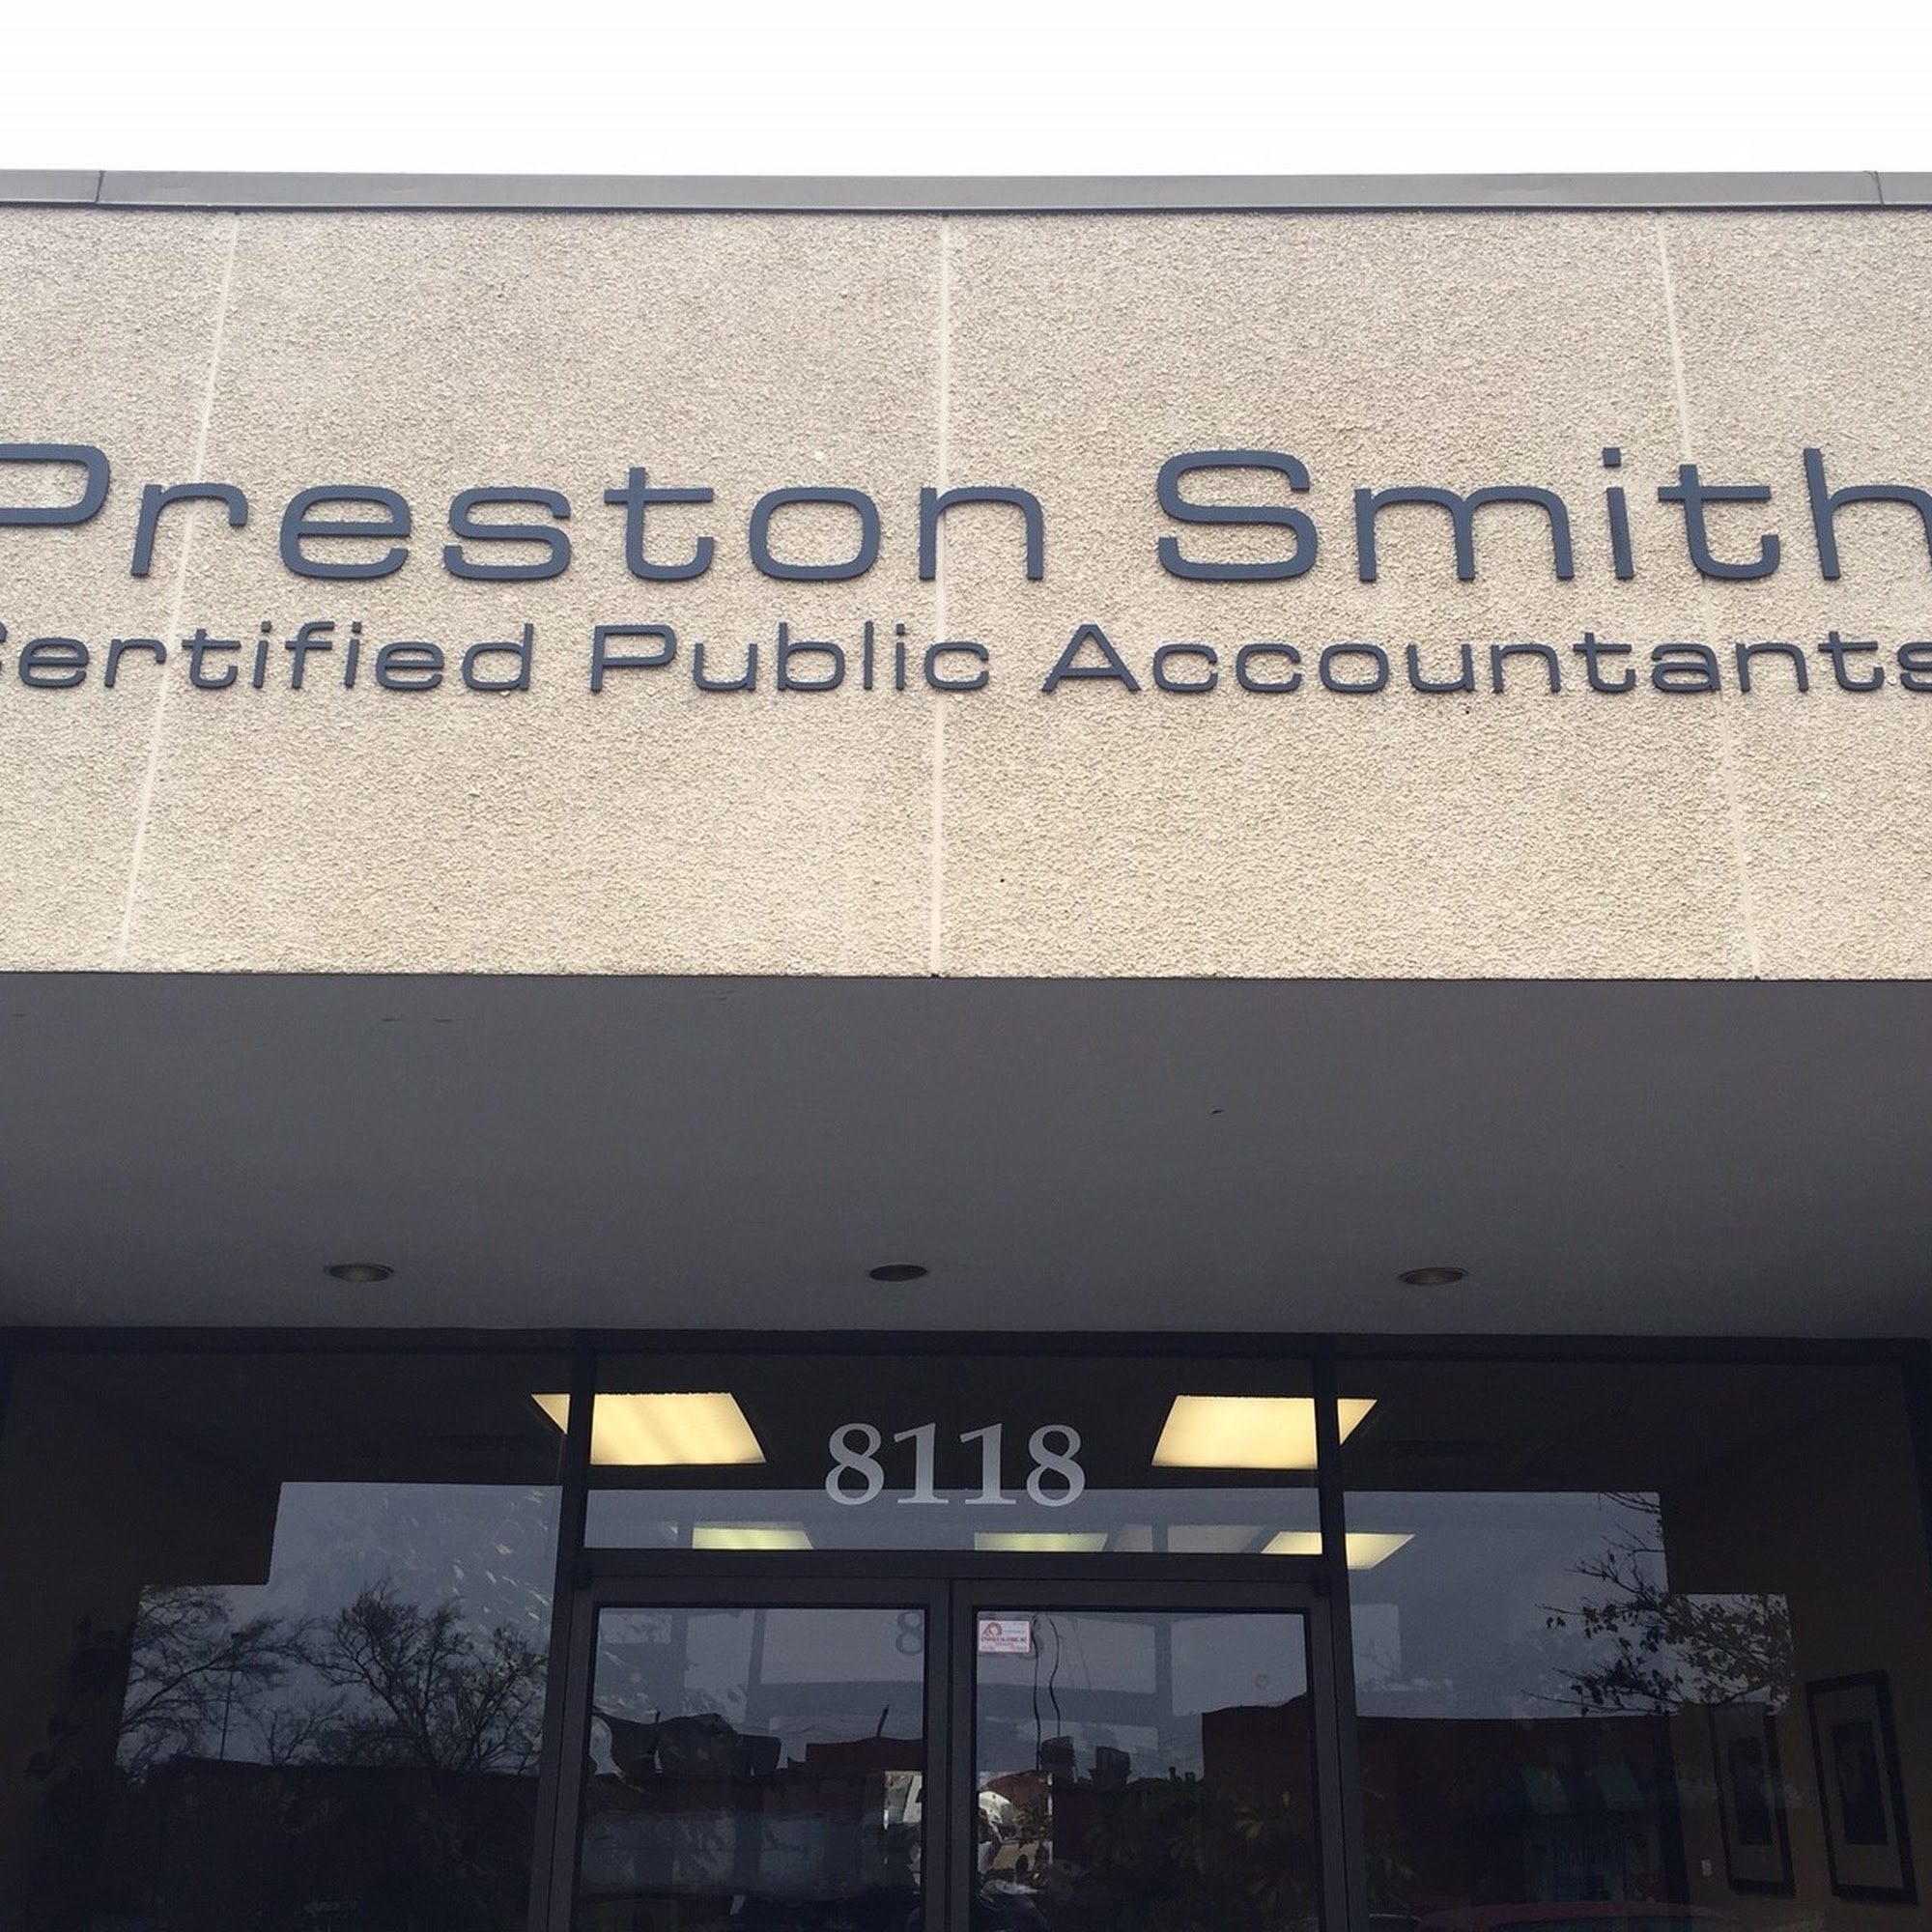 Preston Smith
Certified Public Accountants
8118